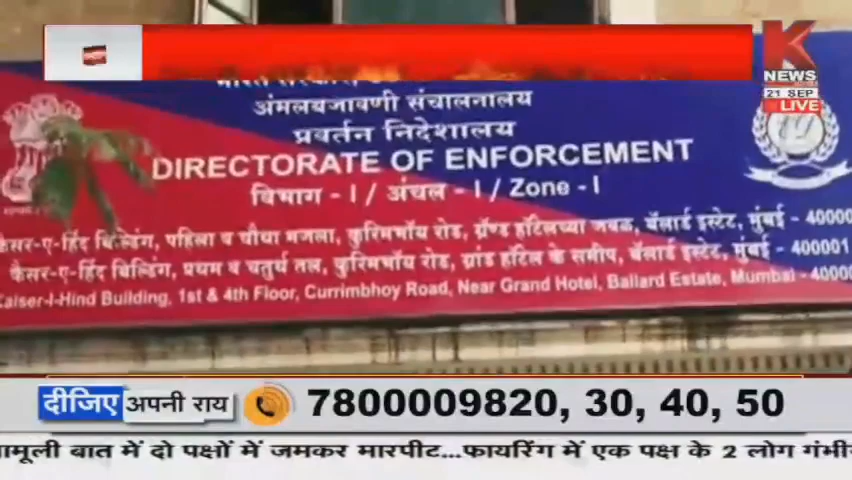 K
NEWS
21 SEP
LIVE
अंमलबजावणी संचालनालय
प्रवर्तन निदेशालय
DIRECTORATE OF ENFORCEMENT
विभाग - I / अंचल - I / Zone - I
कैसर-ए-हिंद बिल्डिंग, पहिला व चौथा मजला, कुरिमभॉय रोड, ग्रॅण्ड हॉटेलच्या जवळ, बॅलार्ड इस्टेट, मुंबई - 40000
कैसर-ए-हिंद बिल्डिंग, प्रथम व चतुर्थ तल, कुरिमभॉय रोड, ग्रांड हॉटेल के समीप, बॅलार्ड इस्टेट, मुंबई - 400001
Kaiser-I-Hind Building, 1st & 4th Floor, Currimbhoy Road, Near Grand Hotel, Ballard Estate, Mumbai - 40000
दीजिए अपनी राय 7800009820, 30, 40, 50
मामूली बात में दो पक्षों में जमकर मारपीट...फायरिंग में एक पक्ष के 2 लोग